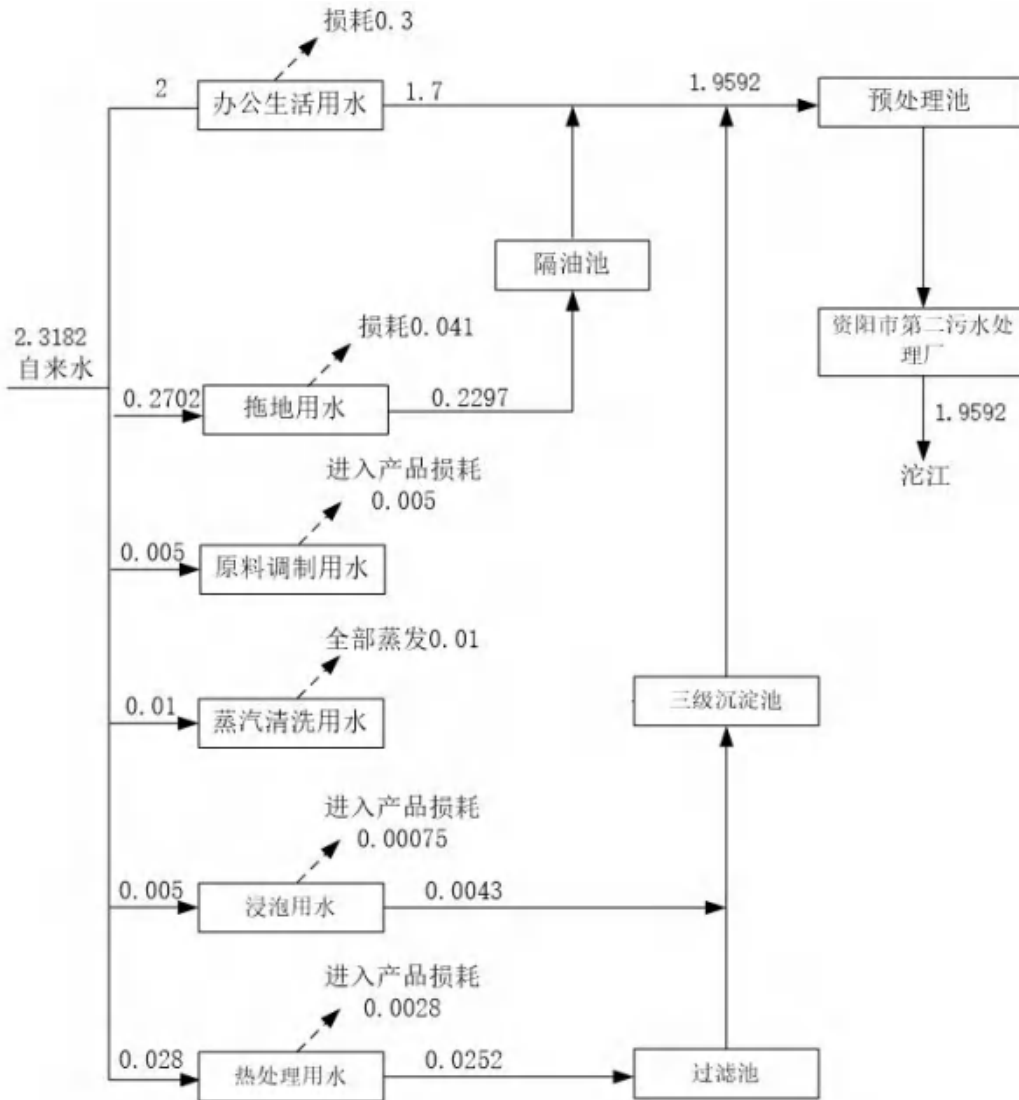 损耗0.3
2
办公生活用水
1.7
1.9592
预处理池
隔油池
损耗0.041
资阳市第二污水处
理厂
2.3182
自来水
0.2702
拖地用水
0.2297
1.9592
沱江
进入产品损耗
0.005
0.005
原料调制用水
全部蒸发0.01
0.01
蒸汽清洗用水
三级沉淀池
进入产品损耗
0.00075
0.005
浸泡用水
0.0043
进入产品损耗
0.0028
0.028
热处理用水
0.0252
过滤池